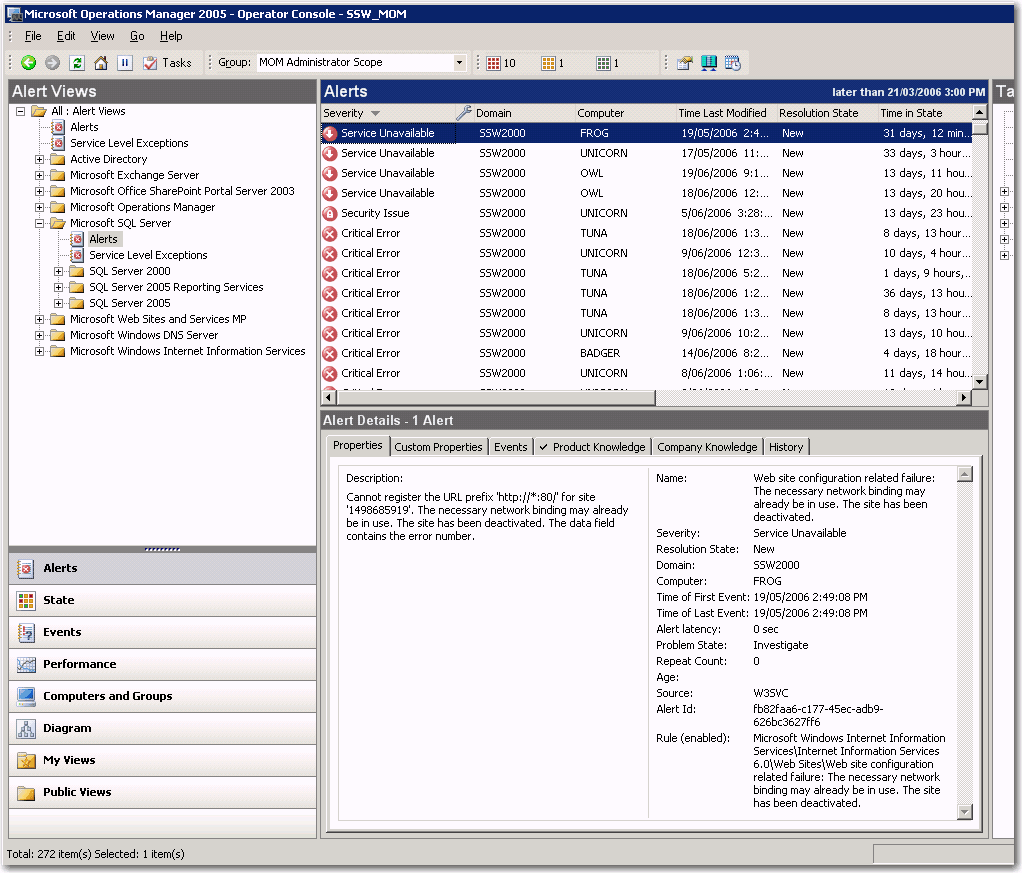 Microsoft Operations Manager 2005 - Operator Console - SSW_MOM
File Edit View Go Help
Tasks Group: MOM Administrator Scope 10 1 1
Alert Views
All : Alert Views
Alerts
Service Level Exceptions
Active Directory
Microsoft Exchange Server
Microsoft Office SharePoint Portal Server 2003
Microsoft Operations Manager
Microsoft SQL Server
Alerts
Service Level Exceptions
SQL Server 2000
SQL Server 2005 Reporting Services
SQL Server 2005
Microsoft Web Sites and Services MP
Microsoft Windows DNS Server
Microsoft Windows Internet Information Services
Alerts
State
Events
Performance
Computers and Groups
Diagram
My Views
Public Views
Alerts later than 21/03/2006 3:00 PM
Severity Domain Computer Time Last Modified Resolution State Time in State
Service Unavailable SSW2000 FROG 19/05/2006 2:4... New 31 days, 12 min...
Service Unavailable SSW2000 UNICORN 17/05/2006 11:... New 33 days, 3 hour...
Service Unavailable SSW2000 OWL 19/06/2006 9:1... New 13 days, 11 hou...
Service Unavailable SSW2000 OWL 18/06/2006 12:... New 13 days, 20 hou...
Security Issue SSW2000 UNICORN 5/06/2006 3:28:... New 13 days, 23 hou...
Critical Error SSW2000 TUNA 18/06/2006 1:3... New 8 days, 13 hour...
Critical Error SSW2000 UNICORN 9/06/2006 12:3... New 10 days, 4 hour...
Critical Error SSW2000 TUNA 18/06/2006 5:2... New 1 days, 9 hours,...
Critical Error SSW2000 TUNA 18/06/2006 1:2... New 36 days, 13 hour...
Critical Error SSW2000 TUNA 18/06/2006 1:3... New 8 days, 13 hour...
Critical Error SSW2000 UNICORN 9/06/2006 10:2... New 13 days, 10 hour...
Critical Error SSW2000 BADGER 14/06/2006 8:2... New 4 days, 18 hour...
Critical Error SSW2000 UNICORN 8/06/2006 1:06:... New 11 days, 14 hour...
Ta
Alert Details - 1 Alert
Properties Custom Properties Events Product Knowledge Company Knowledge History
Description:
Cannot register the URL prefix 'http://*:80/' for site
'1498685919'. The necessary network binding may already
be in use. The site has been deactivated. The data field
contains the error number.
Name: Web site configuration related failure:
The necessary network binding may
already be in use. The site has been
deactivated.
Severity: Service Unavailable
Resolution State: New
Domain: SSW2000
Computer: FROG
Time of First Event: 19/05/2006 2:49:08 PM
Time of Last Event: 19/05/2006 2:49:08 PM
Alert latency: 0 sec
Problem State: Investigate
Repeat Count: 0
Age:
Source: W3SVC
Alert Id: fb82faa6-c177-45ec-adb9-
626bc3627ff6
Rule (enabled): Microsoft Windows Internet Information
Services\Internet Information Services
6.0\Web Sites\Web site configuration
related failure: The necessary network
binding may already be in use. The site
has been deactivated.
Total: 272 item(s) Selected: 1 item(s)